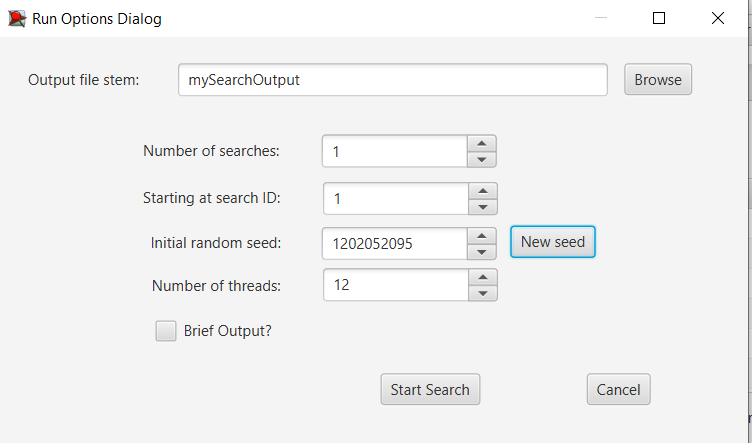 Run Options Dialog
Output file stem: mySearchOutput Browse
Number of searches: 1
Starting at search ID: 1
Initial random seed: 1202052095 New seed
Number of threads: 12
Brief Output?
Start Search Cancel